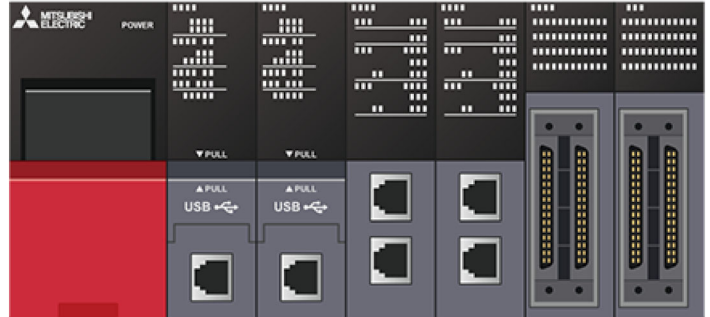 MITSUBISHI
ELECTRIC
POWER
▼PULL
▼PULL
▲PULL
▲PULL
USB
USB